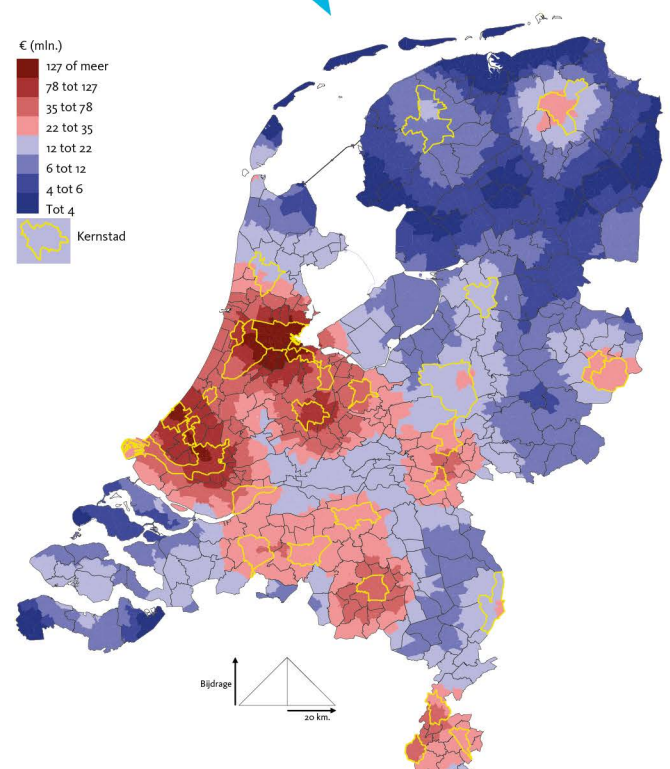 € (mln.)
127 of meer
78 tot 127
35 tot 78
22 tot 35
12 tot 22
6 tot 12
4 tot 6
Tot 4
Kernstad
Bijdrage
20 km.